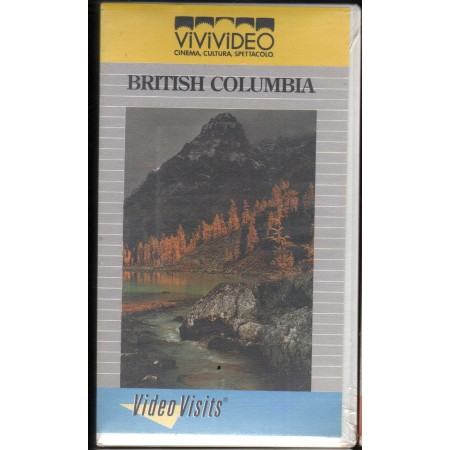 ViViViDEO
CINEMA, CULTURA, SPETTACOLO.
BRITISH COLUMBIA
Video Visits®